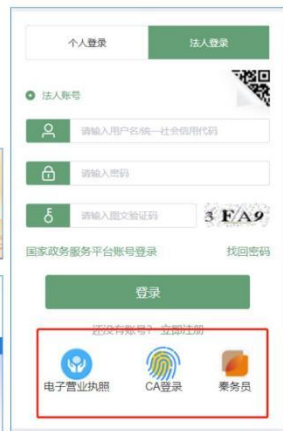 个人登录 法人登录
法人账号
请输入用户名/统一社会信用代码
请输入密码
请输入图文验证码 3 F/A9
国家政务服务平台账号登录 找回密码
登录
还没有账号？ 立即注册
电子营业执照 CA登录 秦务员